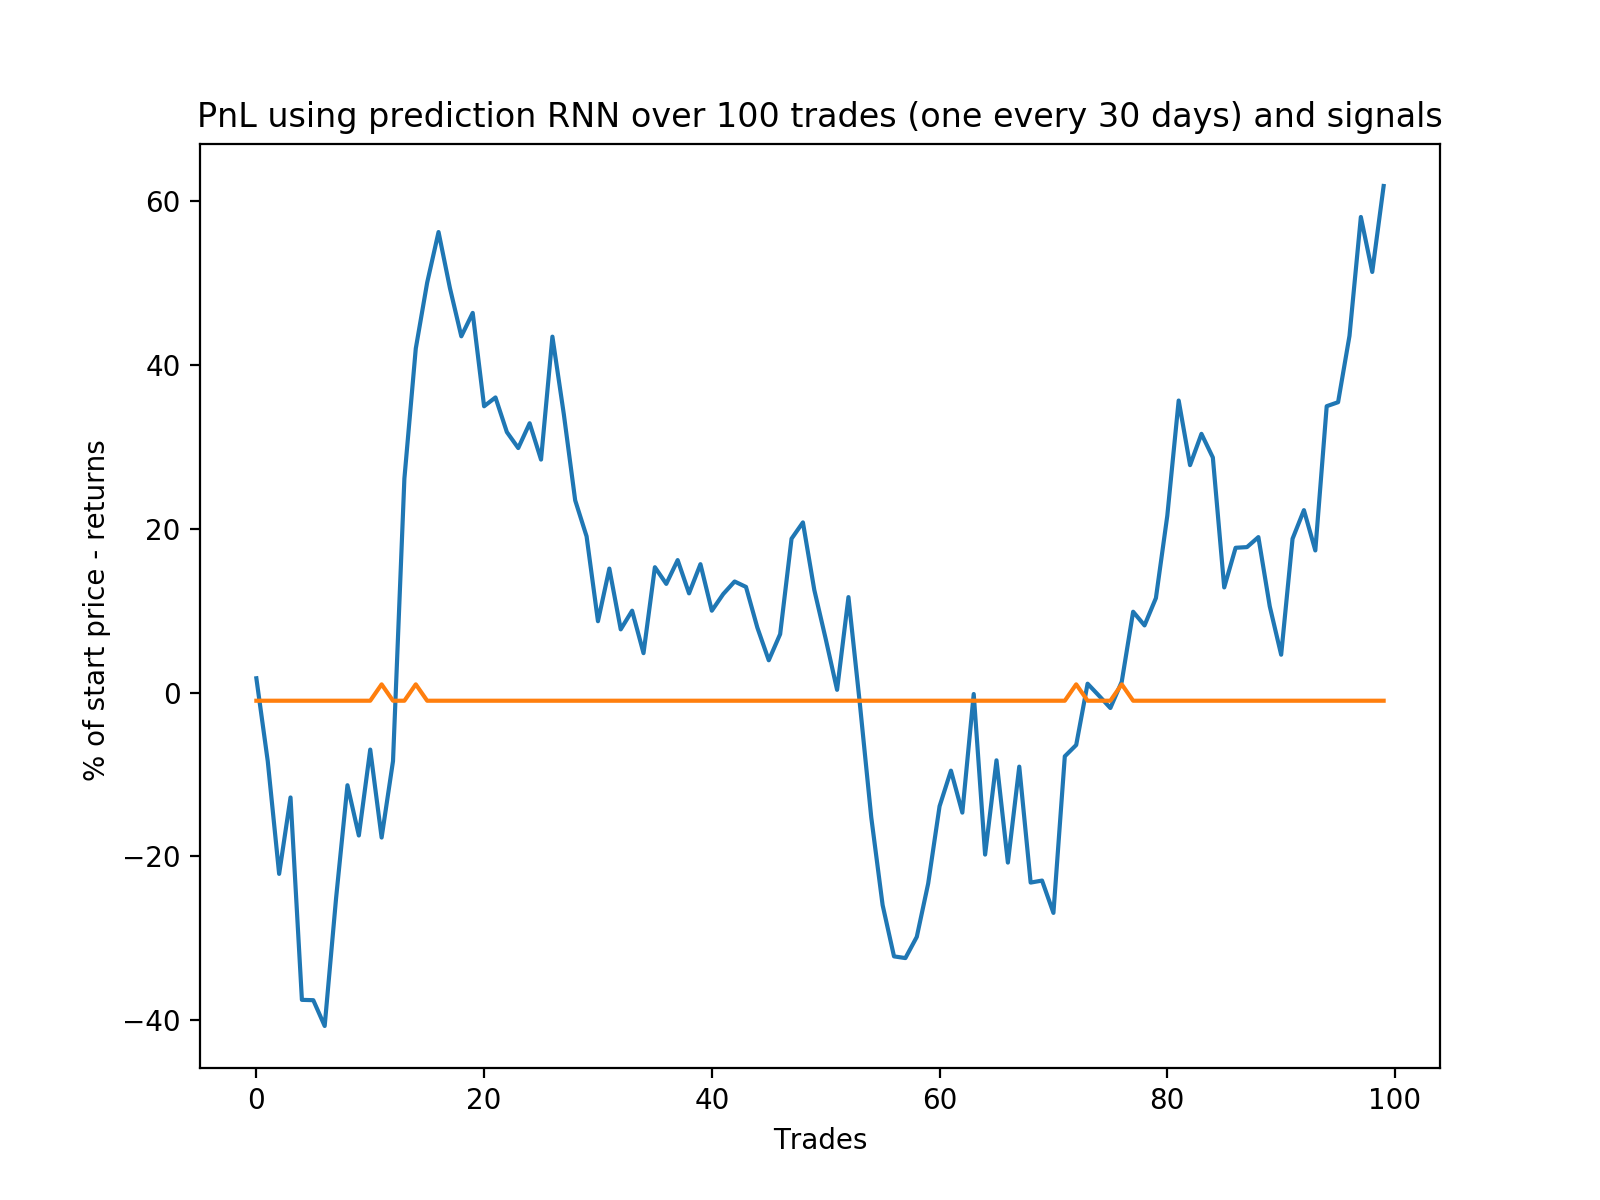 PnL using prediction RNN over 100 trades (one every 30 days) and signals
% of start price - returns
60
40
20
0
−20
−40
0 20 40 60 80 100
Trades